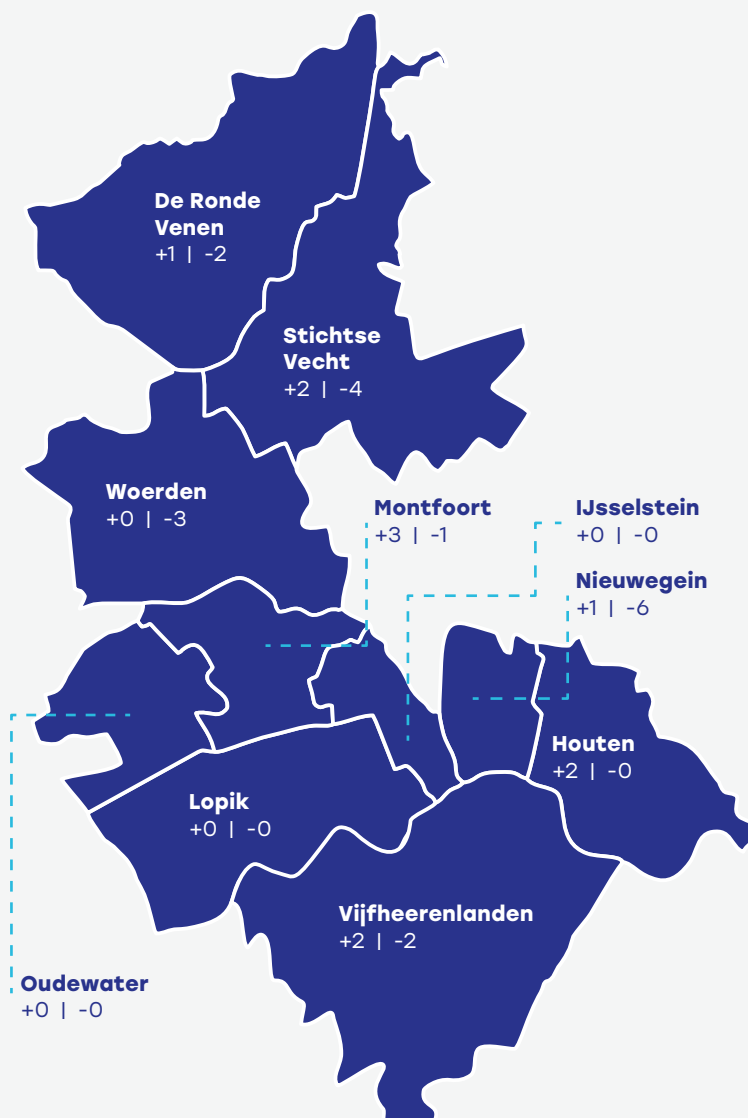 De Ronde
Venen
+1 | -2
Stichtse
Vecht
+2 | -4
Woerden
+0 | -3
Montfoort
+3 | -1
IJsselstein
+0 | -0
Nieuwegein
+1 | -6
Houten
+2 | -0
Lopik
+0 | -0
Vijfheerenlanden
+2 | -2
Oudewater
+0 | -0